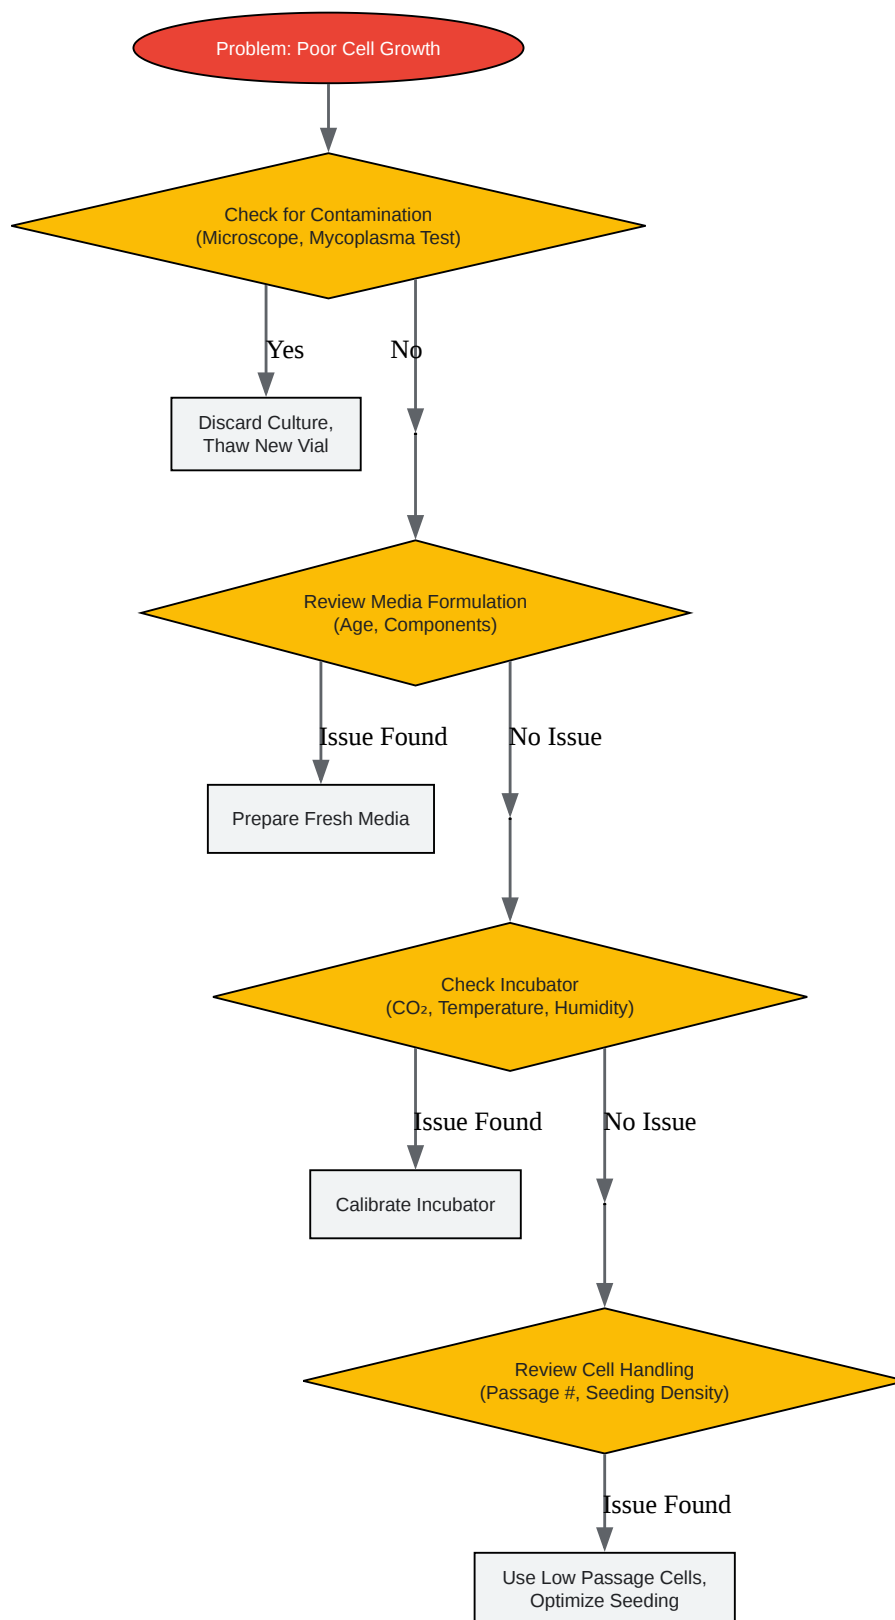 Problem: Poor Cell Growth
Check for Contamination
(Microscope, Mycoplasma Test)
Yes
No
Discard Culture,
Thaw New Vial
Review Media Formulation
(Age, Components)
Issue Found
No Issue
Prepare Fresh Media
Check Incubator
(CO₂, Temperature, Humidity)
Issue Found
No Issue
Calibrate Incubator
Review Cell Handling
(Passage #, Seeding Density)
Issue Found
Use Low Passage Cells,
Optimize Seeding